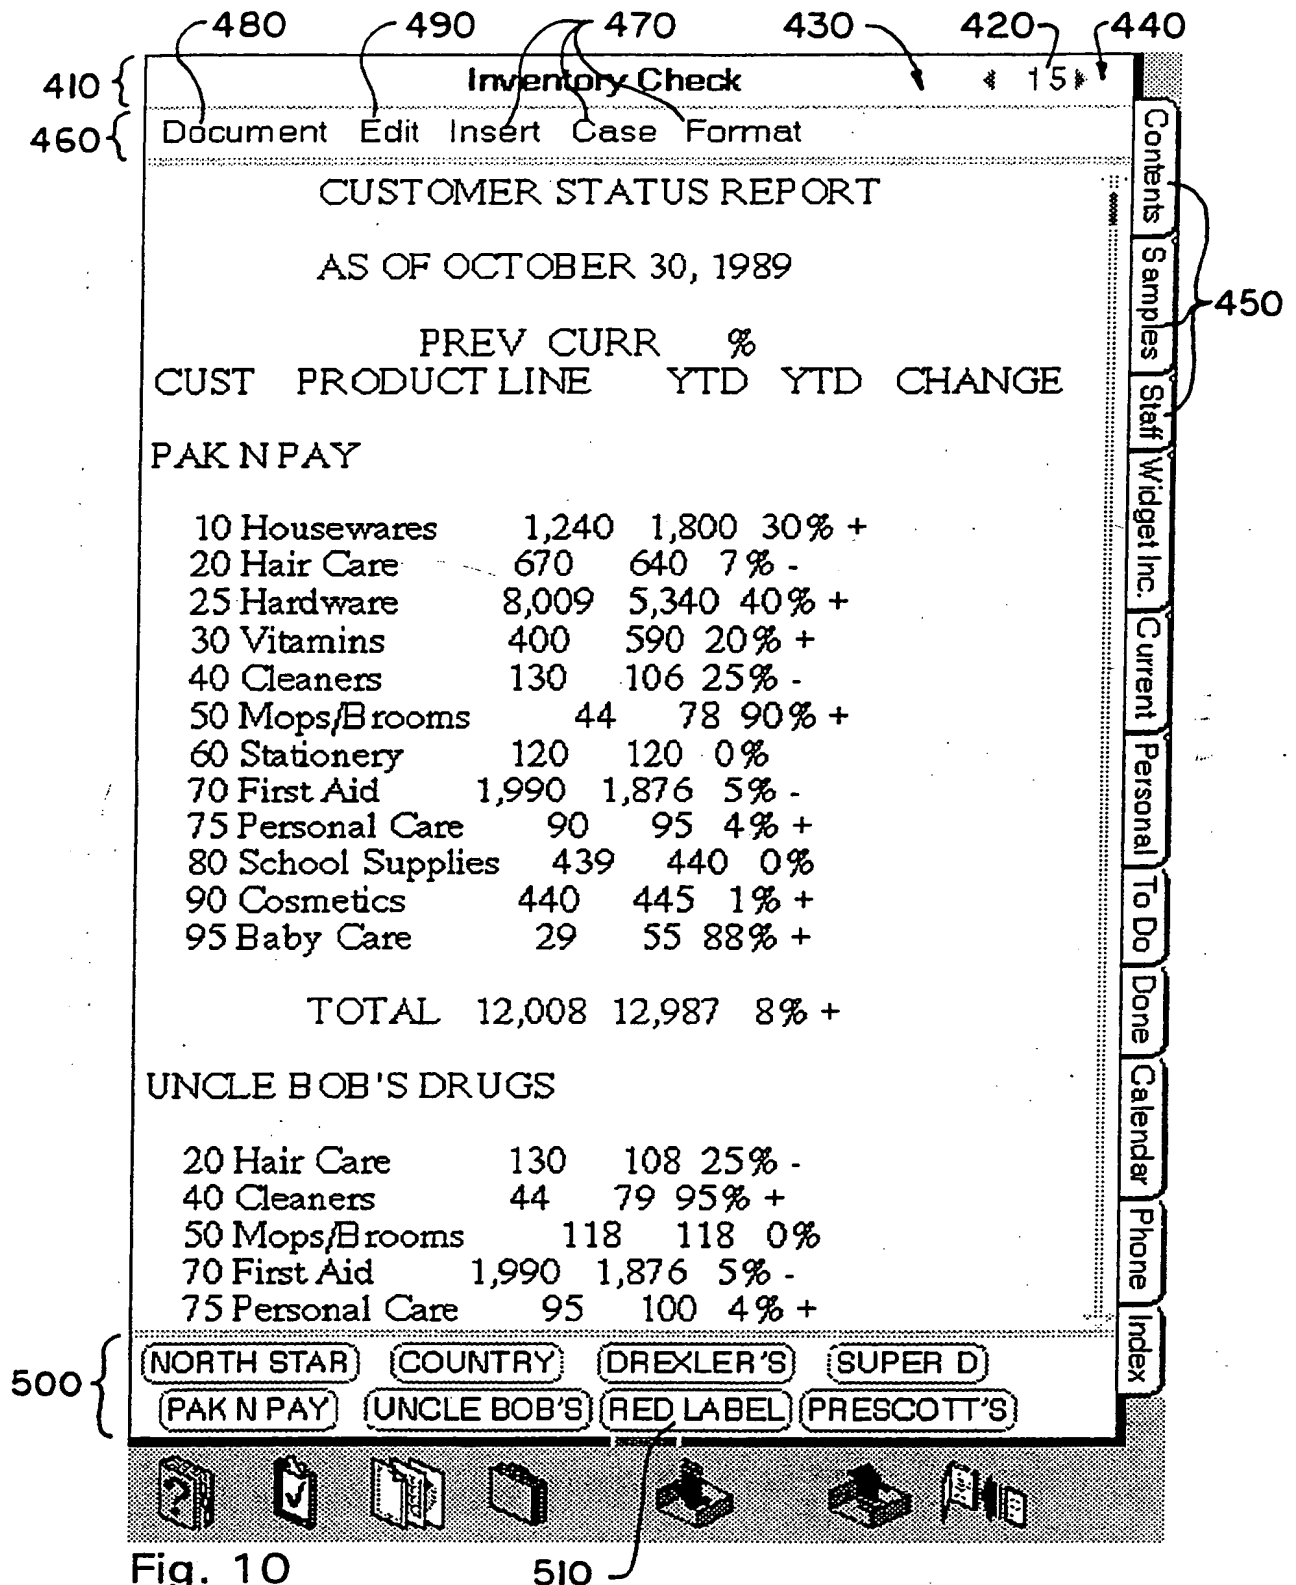 480 490 470 430 420 440
410 Inventory Check 15
460 Document Edit Insert Case Format
CUSTOMER STATUS REPORT
AS OF OCTOBER 30, 1989
PREV CURR %
CUST PRODUCT LINE YTD YTD CHANGE
PAK N PAY
10 Housewares 1,240 1,800 30% +
20 Hair Care 670 640 7% -
25 Hardware 8,009 5,340 40% +
30 Vitamins 400 590 20% +
40 Cleaners 130 106 25% -
50 Mops/Brooms 44 78 90% +
60 Stationery 120 120 0%
70 First Aid 1,990 1,876 5% -
75 Personal Care 90 95 4% +
80 School Supplies 439 440 0%
90 Cosmetics 440 445 1% +
95 Baby Care 29 55 88% +
TOTAL 12,008 12,987 8% +
UNCLE BOB'S DRUGS
20 Hair Care 130 108 25% -
40 Cleaners 44 79 95% +
50 Mops/Brooms 118 118 0%
70 First Aid 1,990 1,876 5% -
75 Personal Care 95 100 4% +
Contents
Samples
Staff
Widget Inc.
Current
Personal
To Do
Done
Calendar
Phone
Index
450
500
NORTH STAR COUNTRY DREXLER'S SUPER D
PAK N PAY UNCLE BOB'S RED LABEL PRESCOTT'S
?
Fig. 10 510